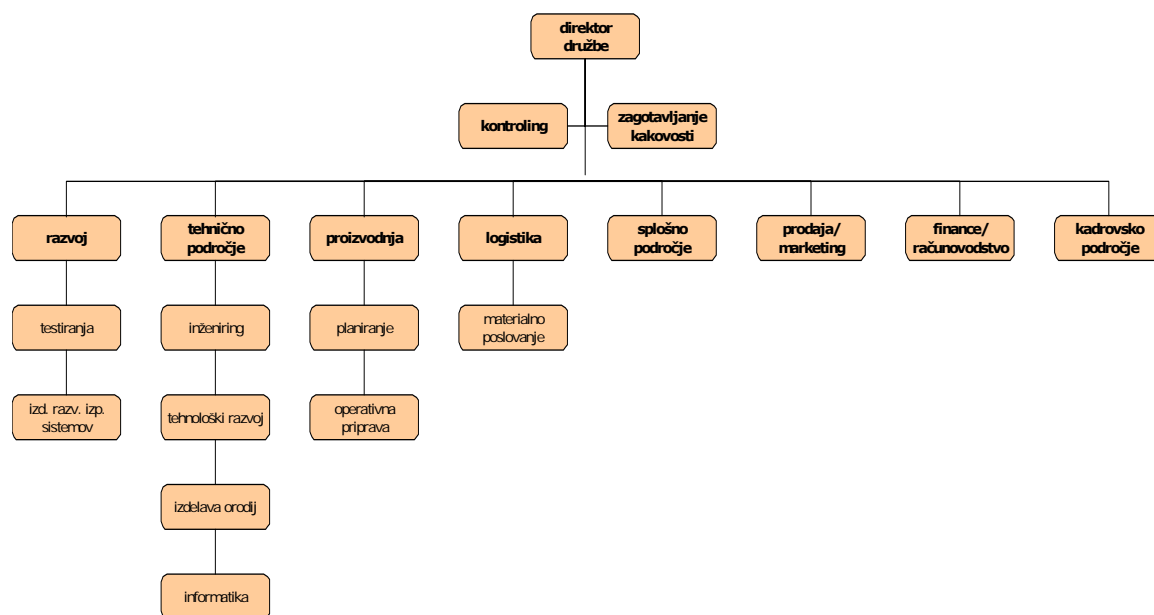 direktor
družbe
kontroling
zagotavljanje
kakovosti
razvoj
tehnično
področje
proizvodnja
logistika
splošno
področje
prodaja/
marketing
finance/
računovodstvo
kadrovsko
področje
testiranja
inženiring
planiranje
materialno
poslovanje
izd. razv. izp.
sistemov
tehnološki razvoj
operativna
priprava
izdelava orodij
informatika